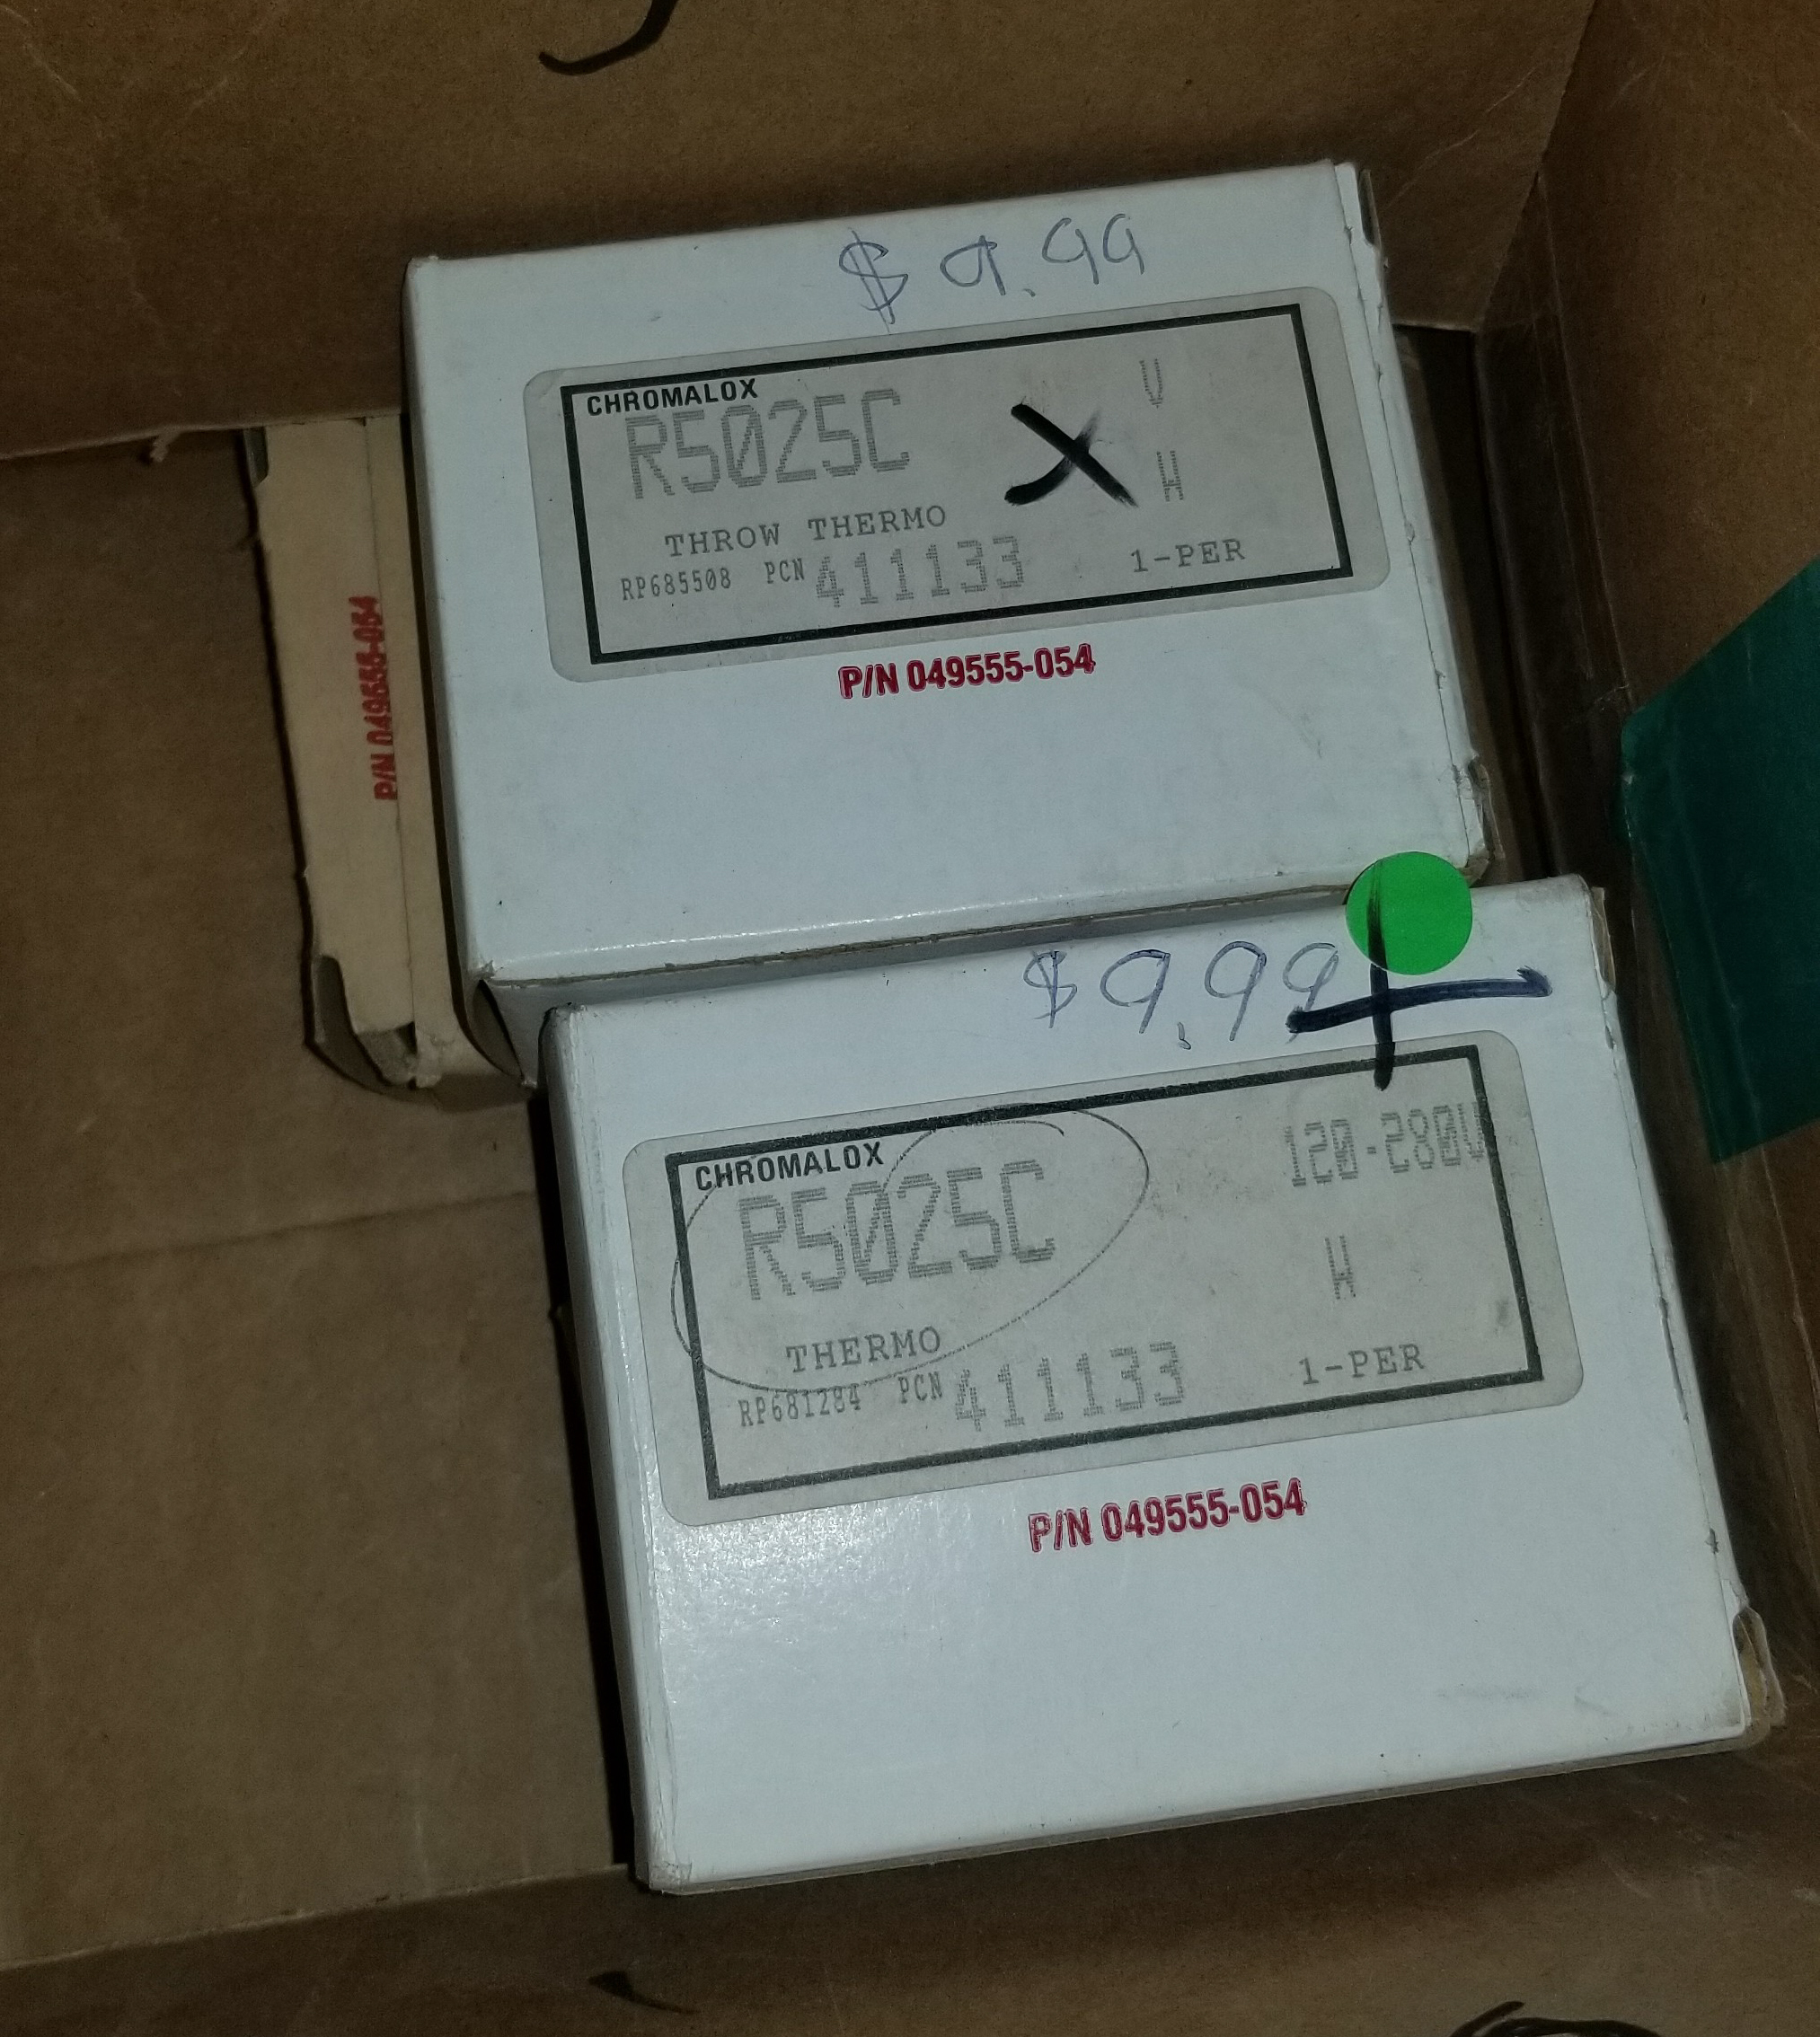 $9.99
CHROMALOX
R5025C
V
W
THROW THERMO
RP685508 PCN 411133 1-PER
P/N 049555-054
P/N 049555-054
$9.99
CHROMALOX
R5025C
120-280V
W
THERMO
RP681284 PCN 411133 1-PER
P/N 049555-054